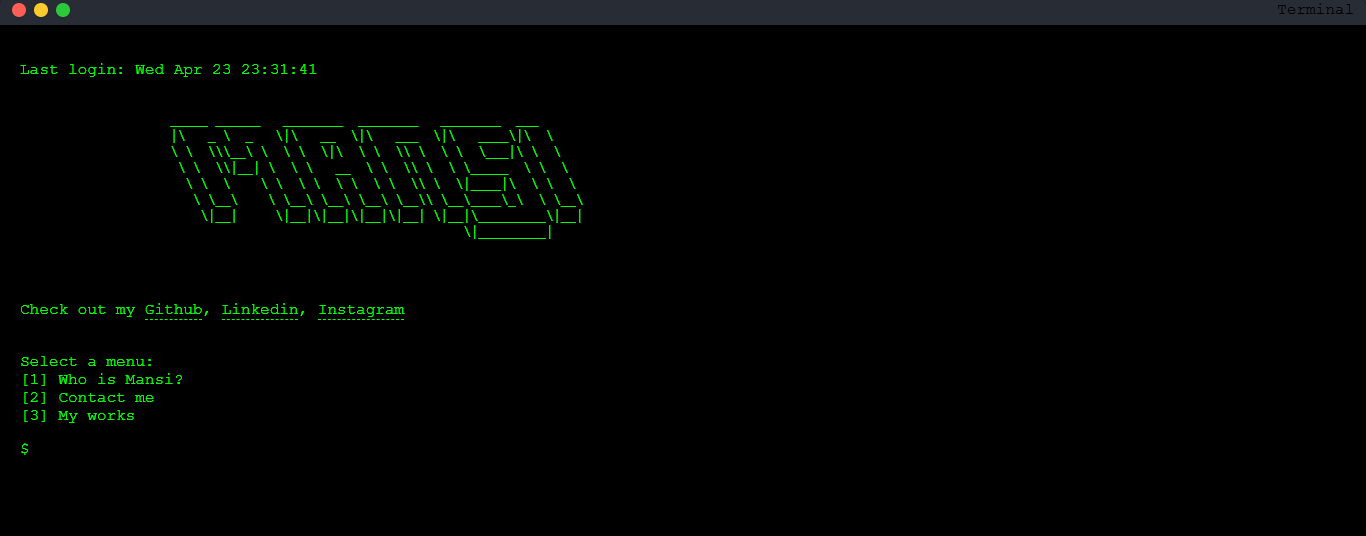 Terminal
Last login: Wed Apr 23 23:31:41
MANSI
Check out my Github, Linkedin, Instagram
Select a menu:
[1] Who is Mansi?
[2] Contact me
[3] My works
$